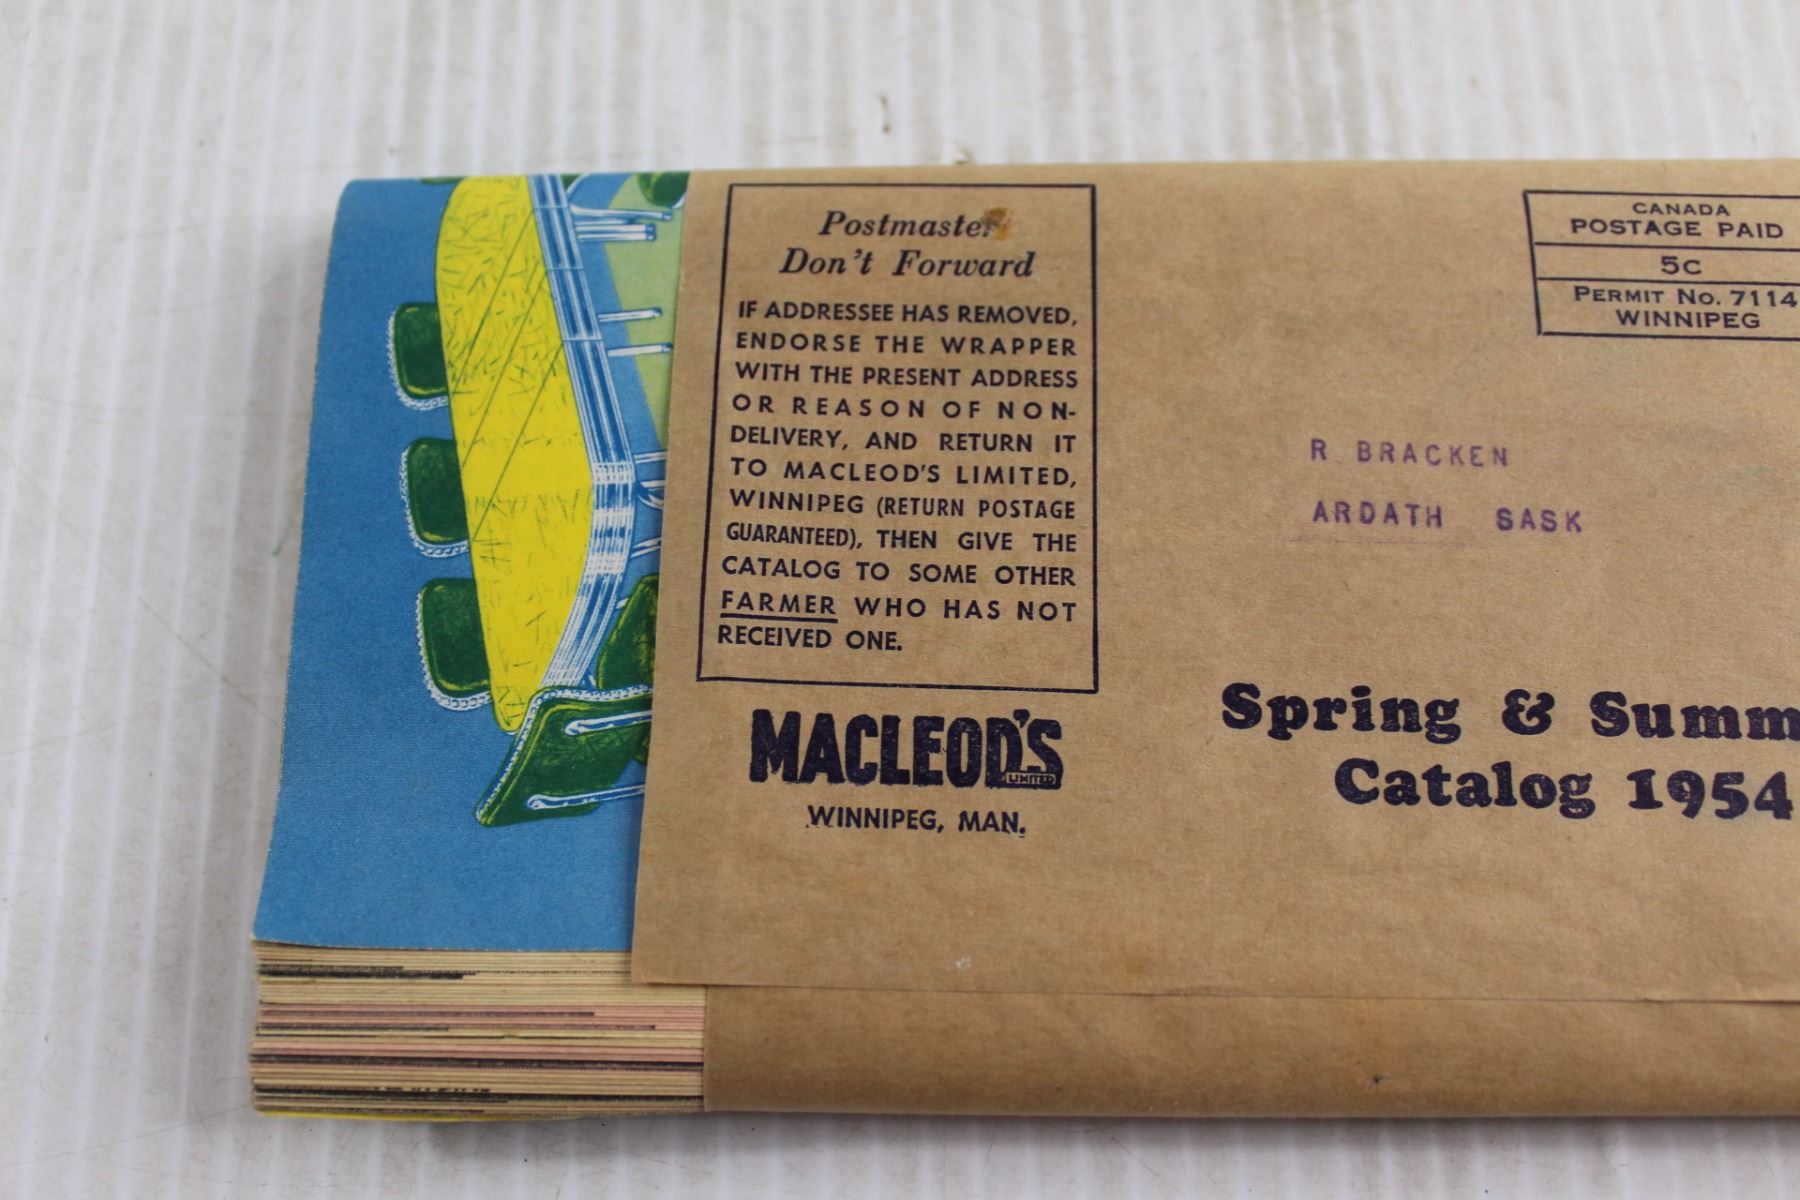 Postmaster
Don't Forward
IF ADDRESSEE HAS REMOVED,
ENDORSE THE WRAPPER
WITH THE PRESENT ADDRESS
OR REASON OF NON-
DELIVERY, AND RETURN IT
TO MACLEOD'S LIMITED,
WINNIPEG (RETURN POSTAGE
GUARANTEED), THEN GIVE THE
CATALOG TO SOME OTHER
FARMER WHO HAS NOT
RECEIVED ONE.
MACLEOD'S
LIMITED
WINNIPEG, MAN.
CANADA
POSTAGE PAID
5C
PERMIT No. 7114
WINNIPEG
R BRACKEN
ARDATH SASK
Spring & Summ
Catalog 1954